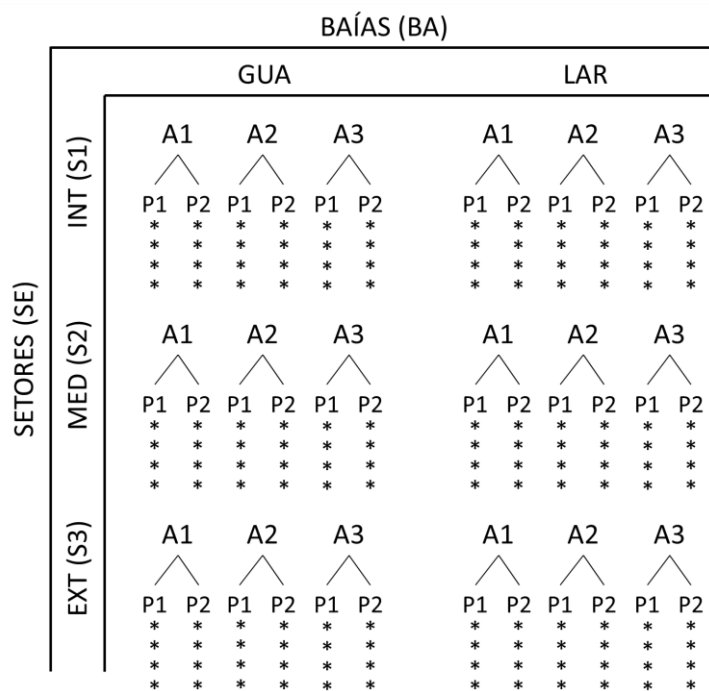 BAÍAS (BA)
GUA LAR
SETORES (SE)
INT (S1)
A1 A2 A3 A1 A2 A3
P1 P2 P1 P2 P1 P2 P1 P2 P1 P2 P1 P2
* * * * * * * * * * * *
* * * * * * * * * * * *
* * * * * * * * * * * *
* * * * * * * * * * * *
MED (S2)
A1 A2 A3 A1 A2 A3
P1 P2 P1 P2 P1 P2 P1 P2 P1 P2 P1 P2
* * * * * * * * * * * *
* * * * * * * * * * * *
* * * * * * * * * * * *
* * * * * * * * * * * *
EXT (S3)
A1 A2 A3 A1 A2 A3
P1 P2 P1 P2 P1 P2 P1 P2 P1 P2 P1 P2
* * * * * * * * * * * *
* * * * * * * * * * * *
* * * * * * * * * * * *
* * * * * * * * * * * *